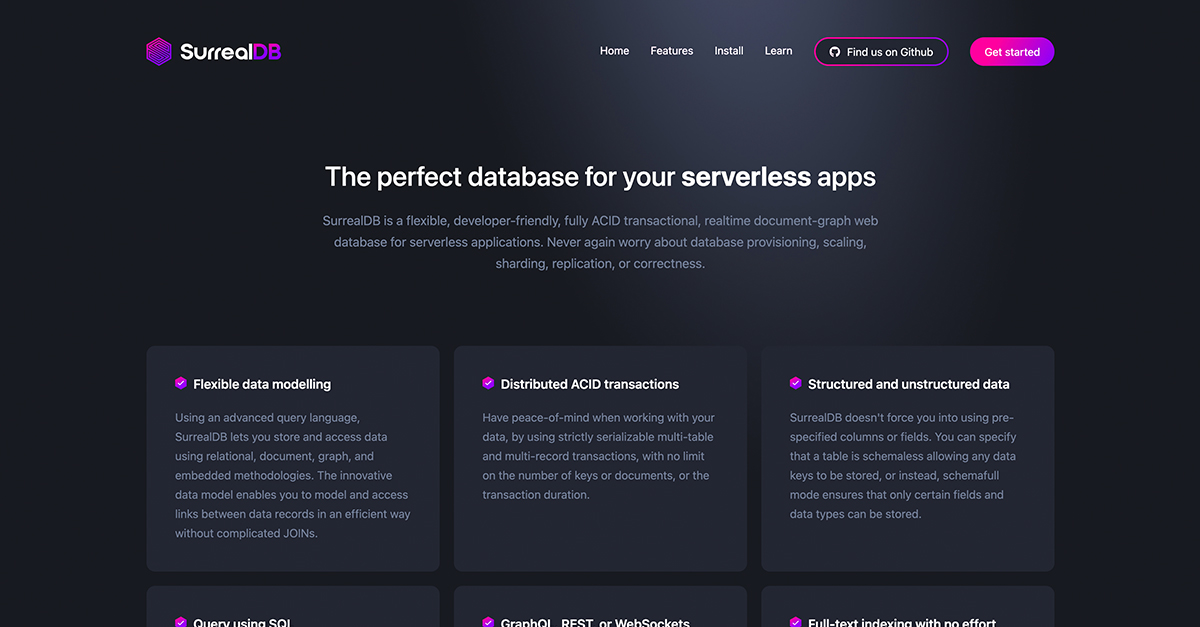 SurrealDB
Home
Features
Install
Learn
Find us on Github
Get started
The perfect database for your serverless apps
SurrealDB is a flexible, developer-friendly, fully ACID transactional, realtime document-graph web
database for serverless applications. Never again worry about database provisioning, scaling,
sharding, replication, or correctness.
Flexible data modelling
Using an advanced query language,
SurrealDB lets you store and access data
using relational, document, graph, and
embedded methodologies. The innovative
data model enables you to model and access
links between data records in an efficient way
without complicated JOINs.
Distributed ACID transactions
Have peace-of-mind when working with your
data, by using strictly serializable multi-table
and multi-record transactions, with no limit
on the number of keys or documents, or the
transaction duration.
Structured and unstructured data
SurrealDB doesn't force you into using pre-
specified columns or fields. You can specify
that a table is schemaless allowing any data
keys to be stored, or instead, schemafull
mode ensures that only certain fields and
data types can be stored.
Query using SQL
GraphQL, REST, or WebSockets
Full-text indexing with no effort